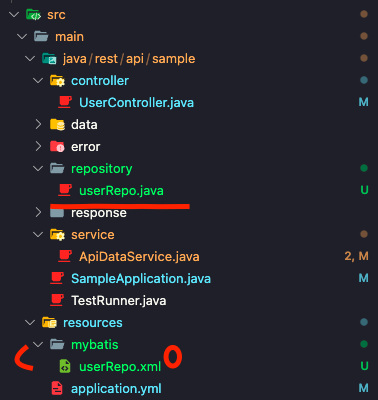 src
main
java/rest/api/sample
controller
UserController.java M
data
error
repository
userRepo.java U
response
service
ApiDataService.java 2, M
SampleApplication.java M
TestRunner.java
resources
mybatis
userRepo.xml U
application.yml M